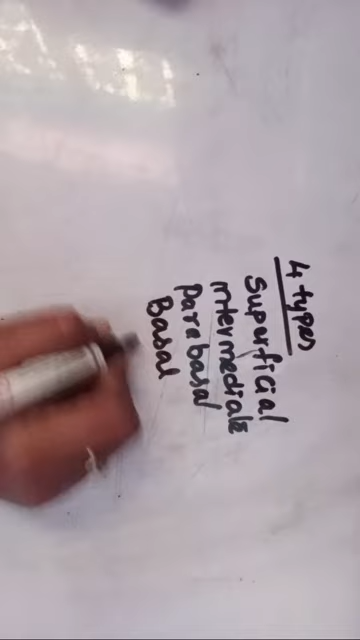 4 types
Superficial
Intermediate
Parabasal
Basal